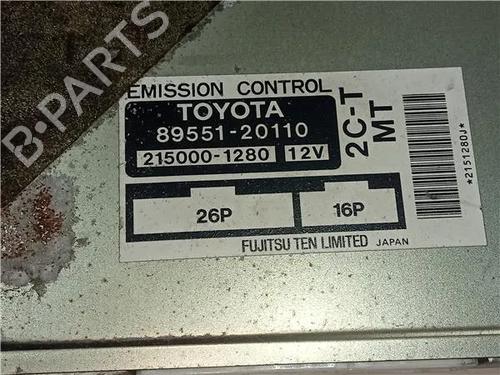 B-PARTS
EMISSION CONTROL
TOYOTA
89551-20110
215000-1280 12V
2C-T
MT
26P
16P
FUJITSU TEN LIMITED JAPAN
*2151280J*